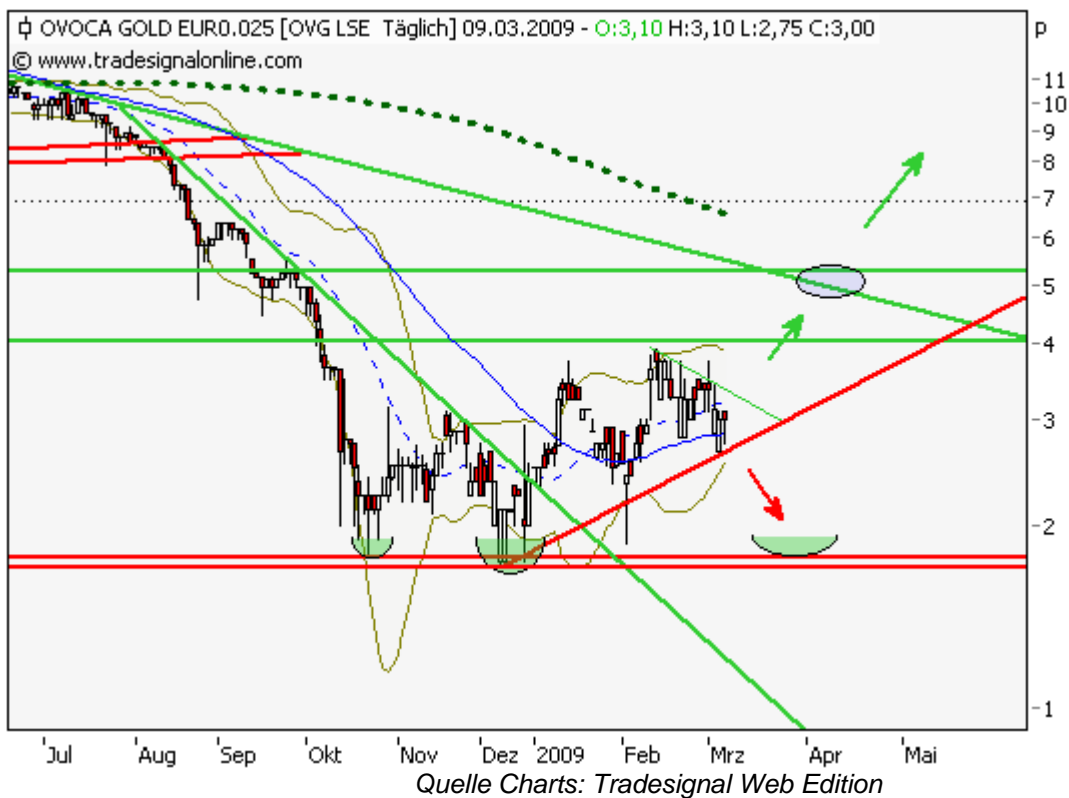 OVOCA GOLD EUR0.025 [OVG LSE Täglich] 09.03.2009 - O:3,10 H:3,10 L:2,75 C:3,00
© www.tradesignalonline.com
p
11
10
9
8
7
6
5
4
3
2
1
Jul Aug Sep Okt Nov Dez 2009 Feb Mrz Apr Mai
Quelle Charts: Tradesignal Web Edition